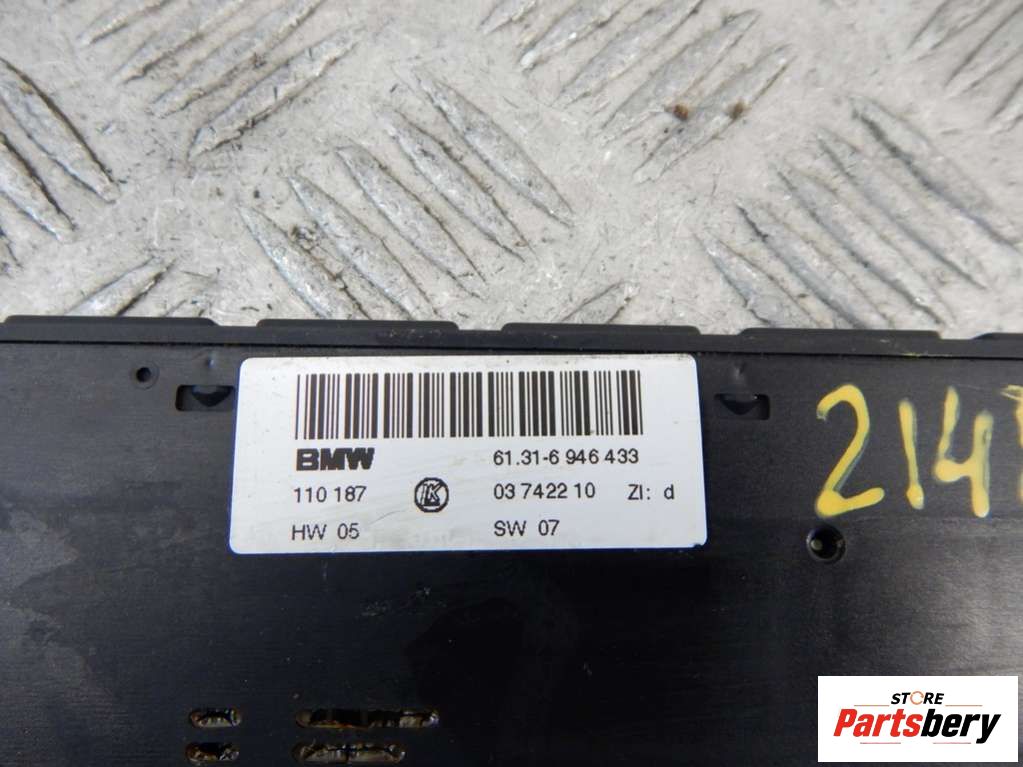 BMW 61.31-6 946 433
110 187 K 03 7422 10 ZI: d
HW 05 SW 07
214
STORE
Partsbery